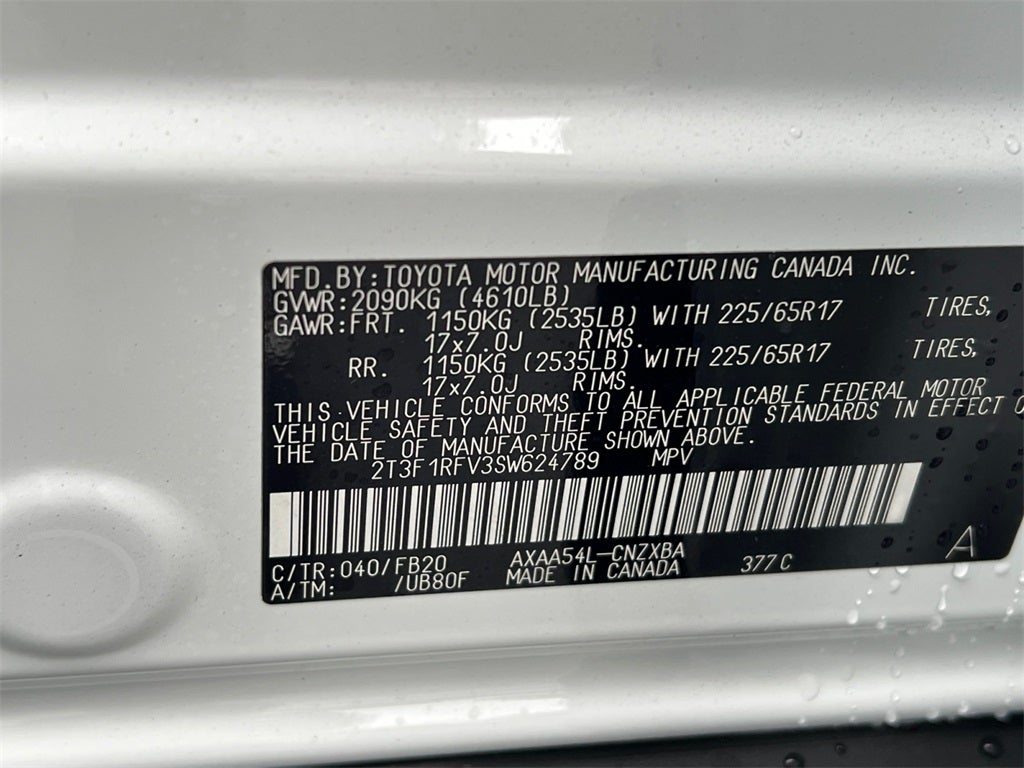 MFD.BY:TOYOTA MOTOR MANUFACTURING CANADA INC.
GVWR:2090KG (4610LB)
GAWR:FRT. 1150KG (2535LB) WITH 225/65R17 TIRES,
17x7.0J RIMS.
RR. 1150KG (2535LB) WITH 225/65R17 TIRES,
17x7.0J RIMS.
THIS VEHICLE CONFORMS TO ALL APPLICABLE FEDERAL MOTOR
VEHICLE SAFETY AND THEFT PREVENTION STANDARDS IN EFFECT
THE DATE OF MANUFACTURE SHOWN ABOVE.
2T3F1RFV3SW624789 MPV
C/TR:040/FB20 AXAA54L-CNZXBA 377C A
A/TM: /UB80F MADE IN CANADA